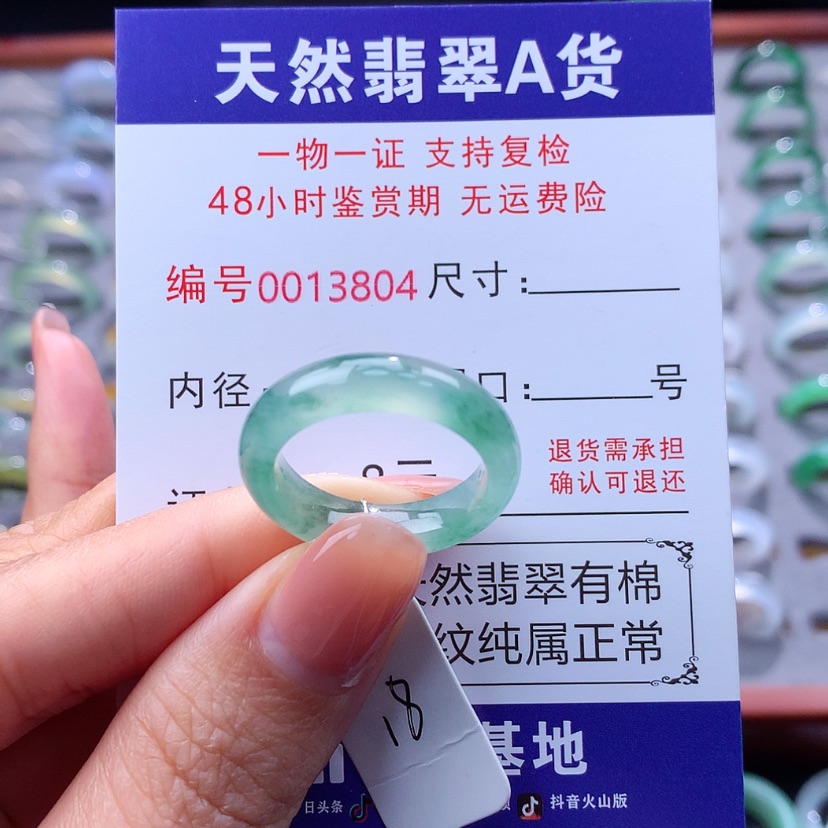 天然翡翠A货
一物一证 支持复检
48小时鉴赏期 无运费险
编号0013804 尺寸:
内径 口: 号
退货需承担
确认可退还
然翡翠有棉
纹纯属正常
18
基地
日头条 抖音火山版